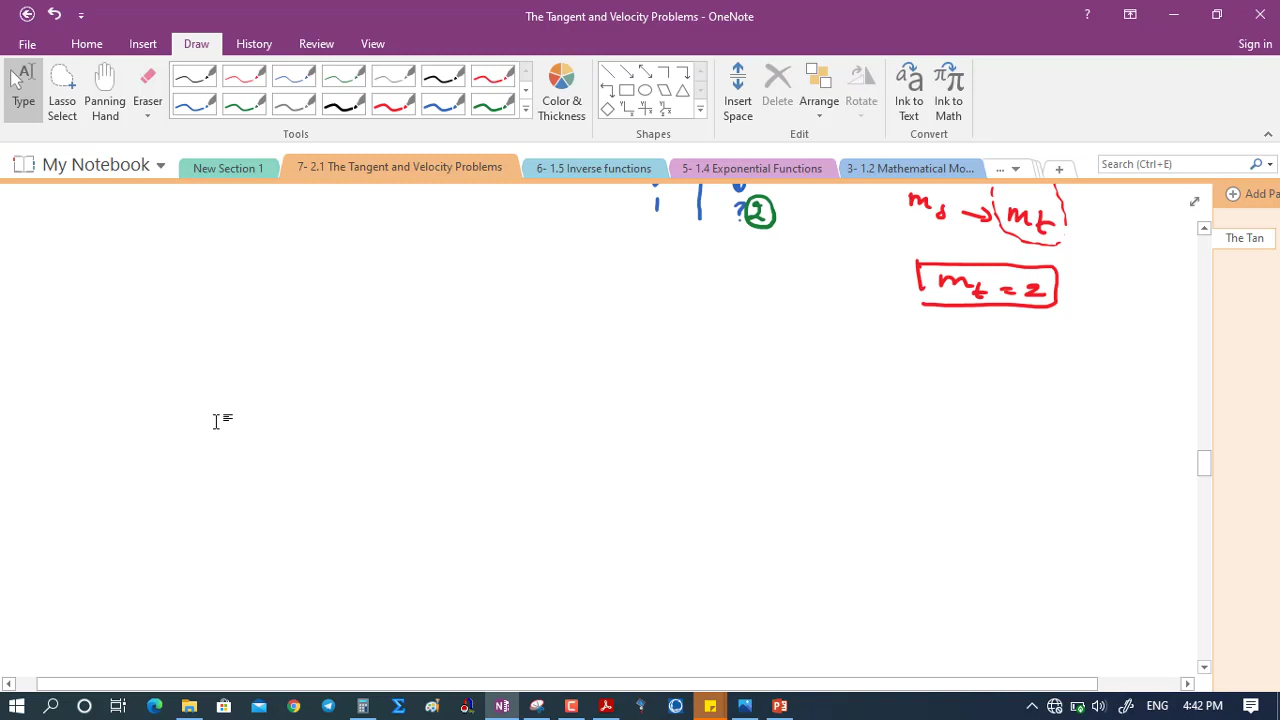 The Tangent and Velocity Problems - OneNote
File Home Insert Draw History Review View Sign in
Type
Lasso Select
Panning Hand
Eraser
Color & Thickness
Insert Space
Delete
Arrange
Rotate
Ink to Text
Ink to Math
Tools Shapes Edit Convert
My Notebook
New Section 1
7- 2.1 The Tangent and Velocity Problems
6- 1.5 Inverse functions
5- 1.4 Exponential Functions
3- 1.2 Mathematical Mo...
Search (Ctrl+E)
Add Pa
The Tan
1 | ? 2
ms → mt
mt = 2
ENG 4:42 PM